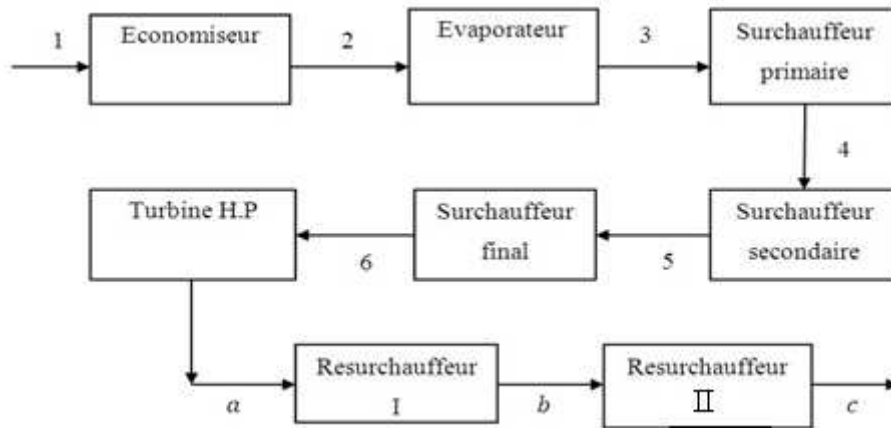 1
Economiseur
2
Evaporateur
3
Surchauffeur
primaire
4
Turbine H.P
6
Surchauffeur
final
5
Surchauffeur
secondaire
a
Resurchauffeur
I
b
Resurchauffeur
II
c